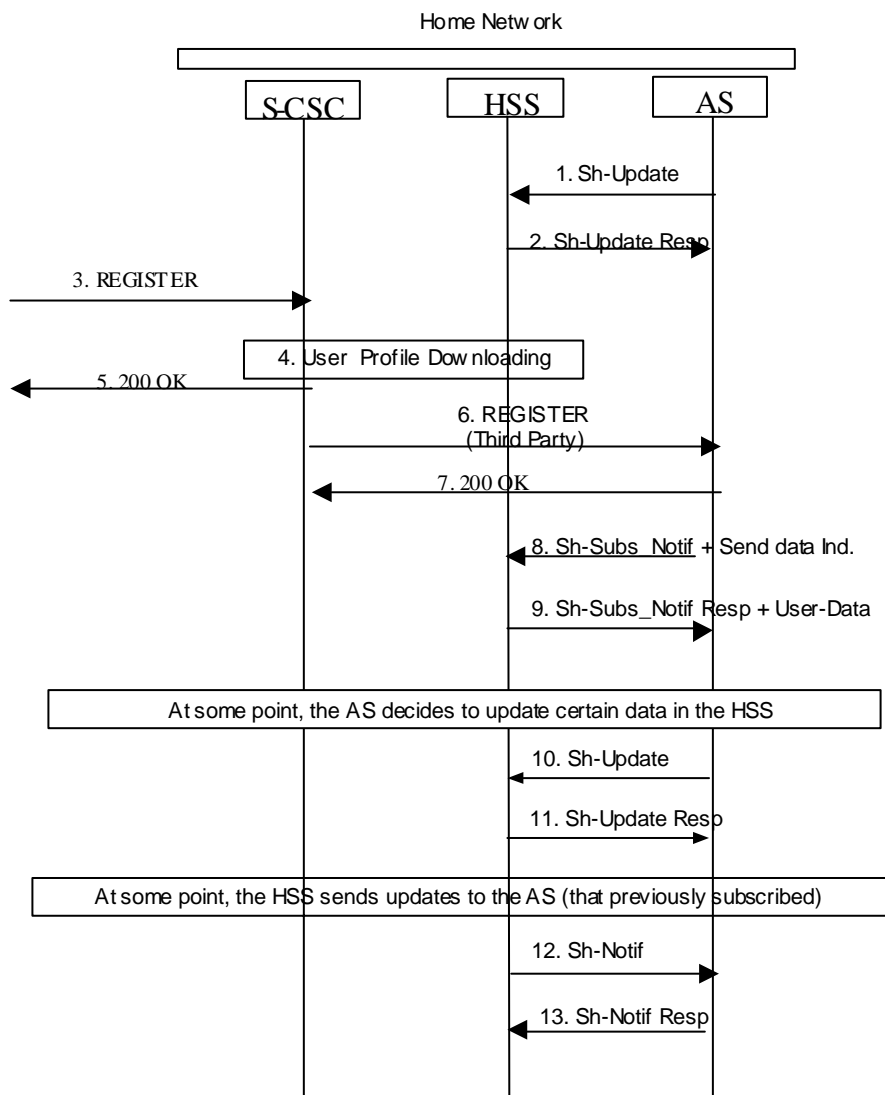 Home Network
S-CSC
HSS
AS
1. Sh-Update
2. Sh-Update Resp
3. REGISTER
4. User Profile Downloading
5. 200 OK
6. REGISTER
(Third Party)
7. 200 OK
8. Sh-Subs_Notif + Send data Ind.
9. Sh-Subs_Notif Resp + User-Data
At some point, the AS decides to update certain data in the HSS
10. Sh-Update
11. Sh-Update Resp
At some point, the HSS sends updates to the AS (that previously subscribed)
12. Sh-Notif
13. Sh-Notif Resp